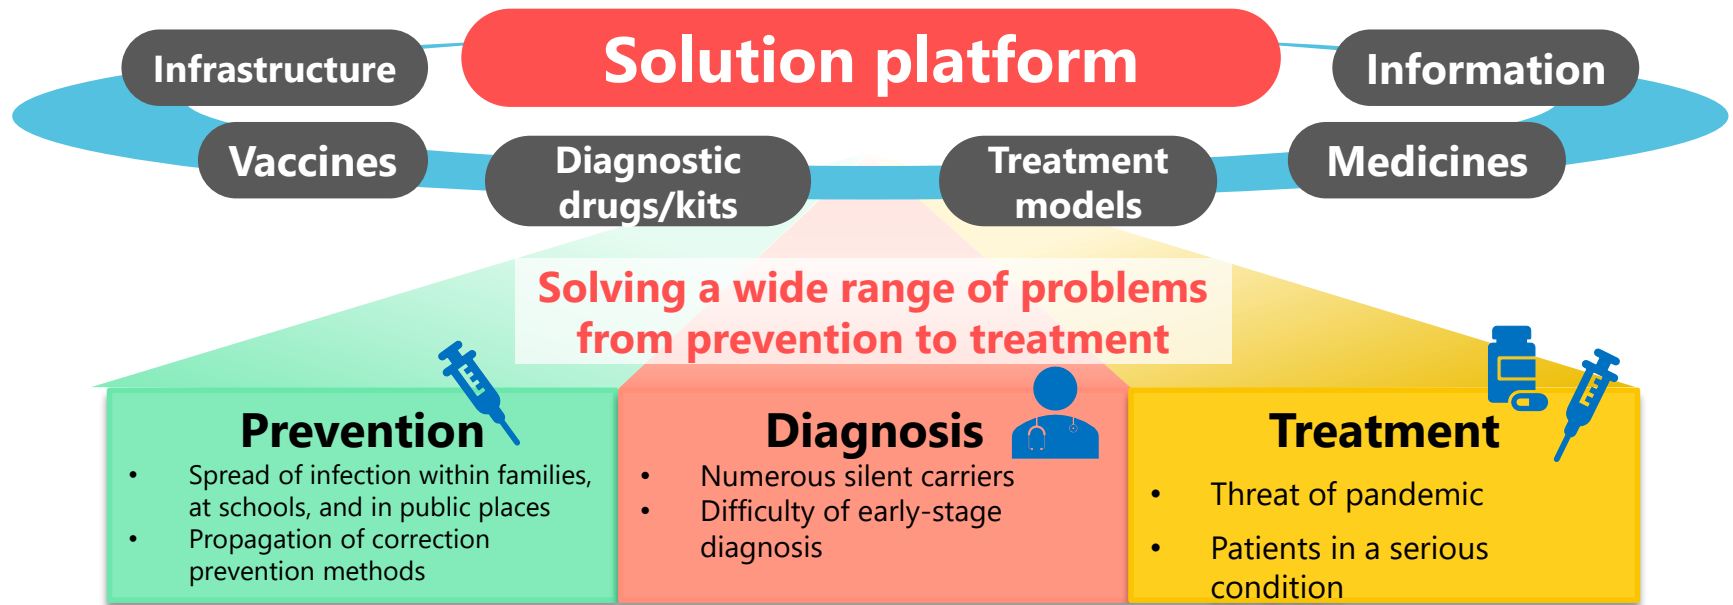 Solution platform
Infrastructure
Information
Vaccines
Diagnostic
drugs/kits
Treatment
models
Medicines
Solving a wide range of problems
from prevention to treatment
Prevention
• Spread of infection within families,
at schools, and in public places
• Propagation of correction
prevention methods
Diagnosis
• Numerous silent carriers
• Difficulty of early-stage
diagnosis
Treatment
• Threat of pandemic
• Patients in a serious
condition